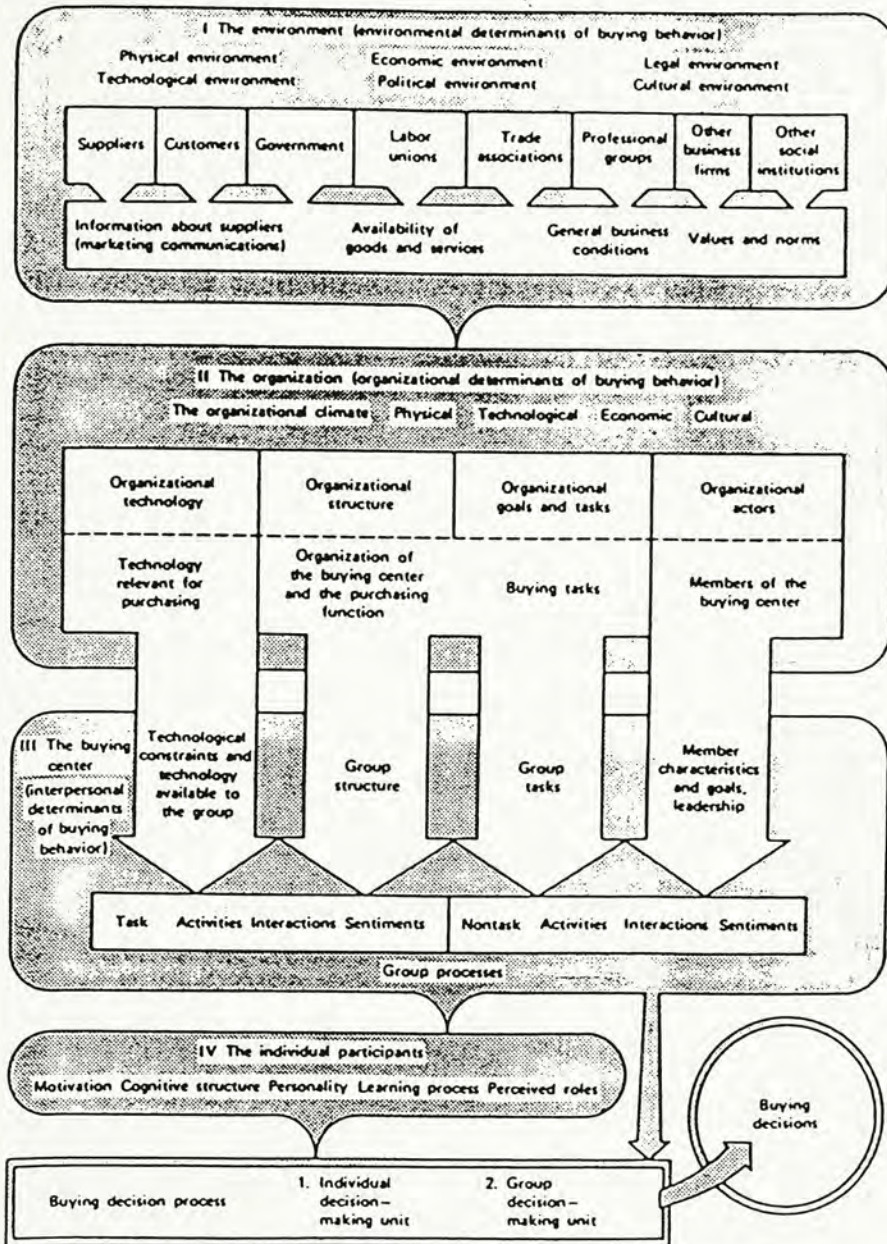 I The environment (environmental determinants of buying behavior)
Physical environment Economic environment Legal environment
Technological environment Political environment Cultural environment
Suppliers
Customers
Government
Labor
unions
Trade
associations
Professional
groups
Other
business
firms
Other
social
institutions
Information about suppliers
(marketing communications)
Availability of
goods and services
General business
conditions
Values and norms
II The organization (organizational determinants of buying behavior)
The organizational climate Physical Technological Economic Cultural
Organizational
technology
Organizational
structure
Organizational
goals and tasks
Organizational
actors
Technology
relevant for
purchasing
Organization of
the buying center
and the purchasing
function
Buying tasks
Members of the
buying center
III The buying
center
(interpersonal
determinants
of buying
behavior)
Technological
constraints and
technology
available to
the group
Group
structure
Group
tasks
Member
characteristics
and goals,
leadership
Task Activities Interactions Sentiments
Nontask Activities Interactions Sentiments
Group processes
IV The individual participants
Motivation Cognitive structure Personality Learning process Perceived roles
Buying
decisions
Buying decision process
1. Individual
decision–
making unit
2. Group
decision–
making unit